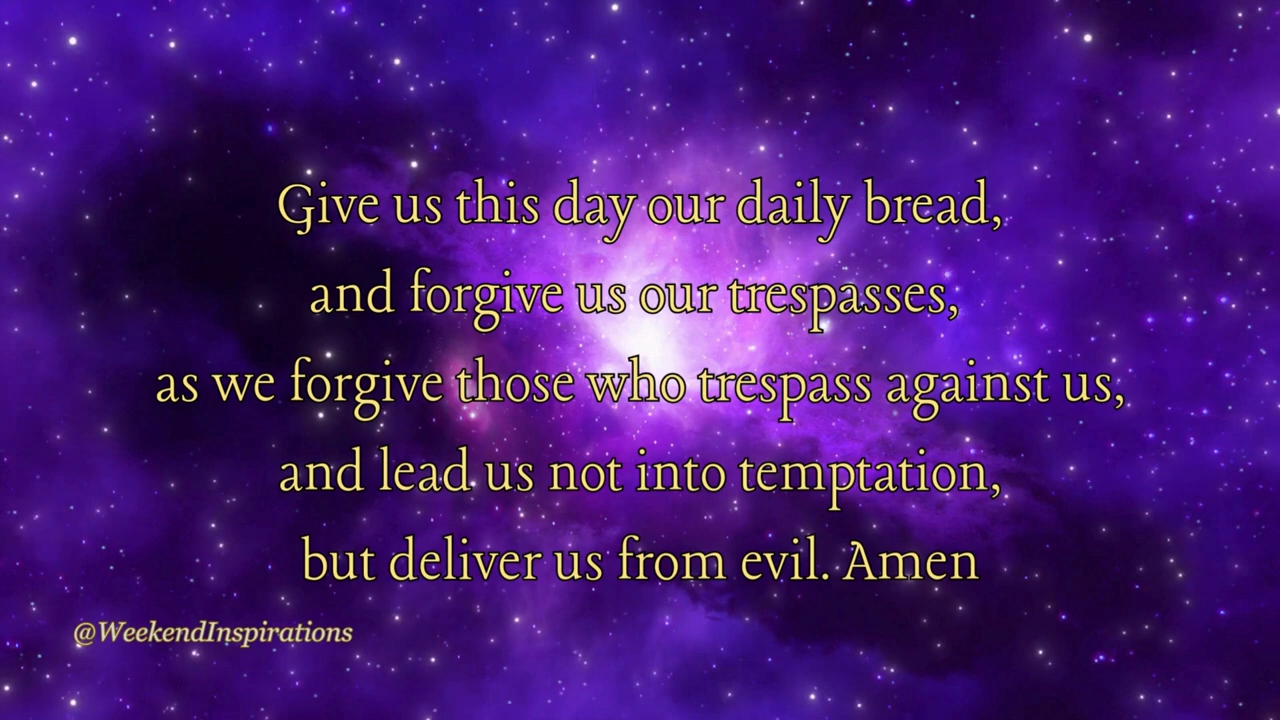 Give us this day our daily bread,
and forgive us our trespasses,
as we forgive those who trespass against us,
and lead us not into temptation,
but deliver us from evil. Amen
@WeekendInspirations